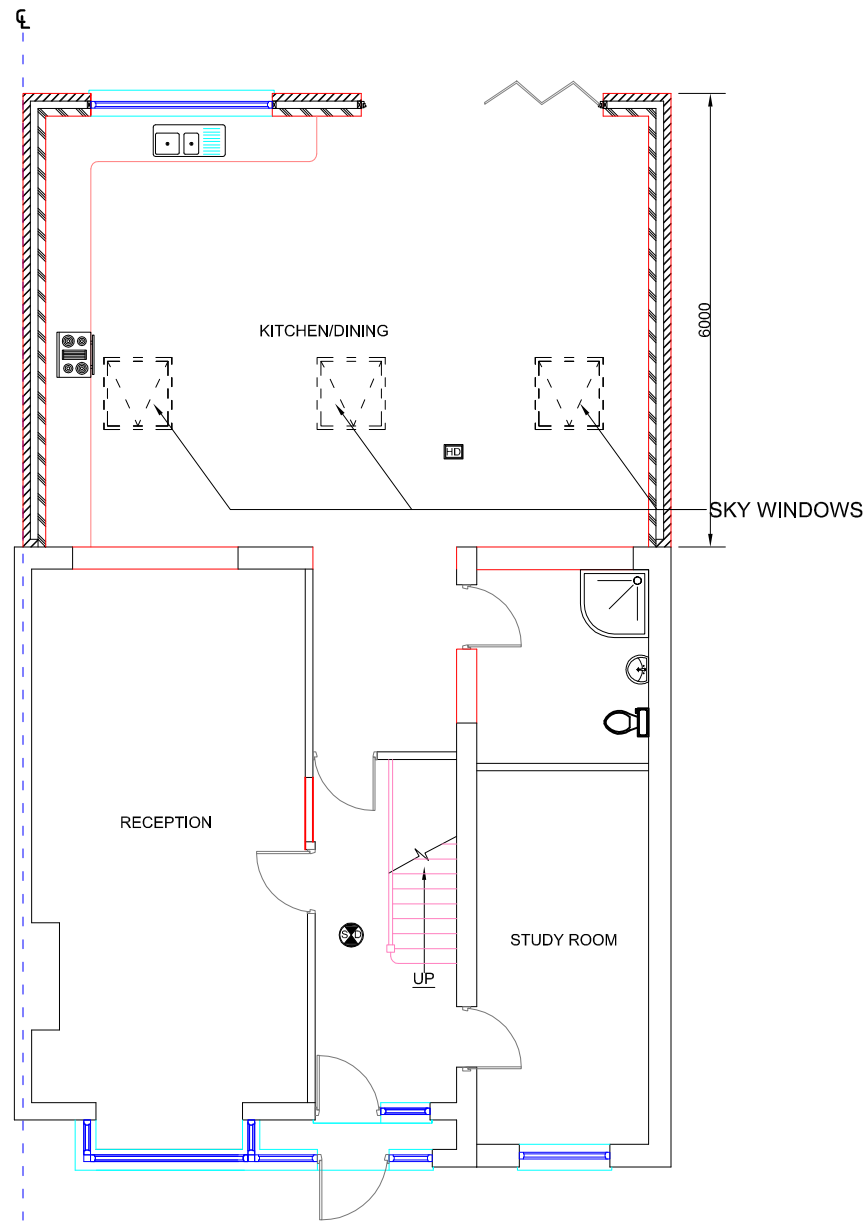 ℄
KITCHEN/DINING
6000
HD
SKY WINDOWS
RECEPTION
SD
STUDY ROOM
UP